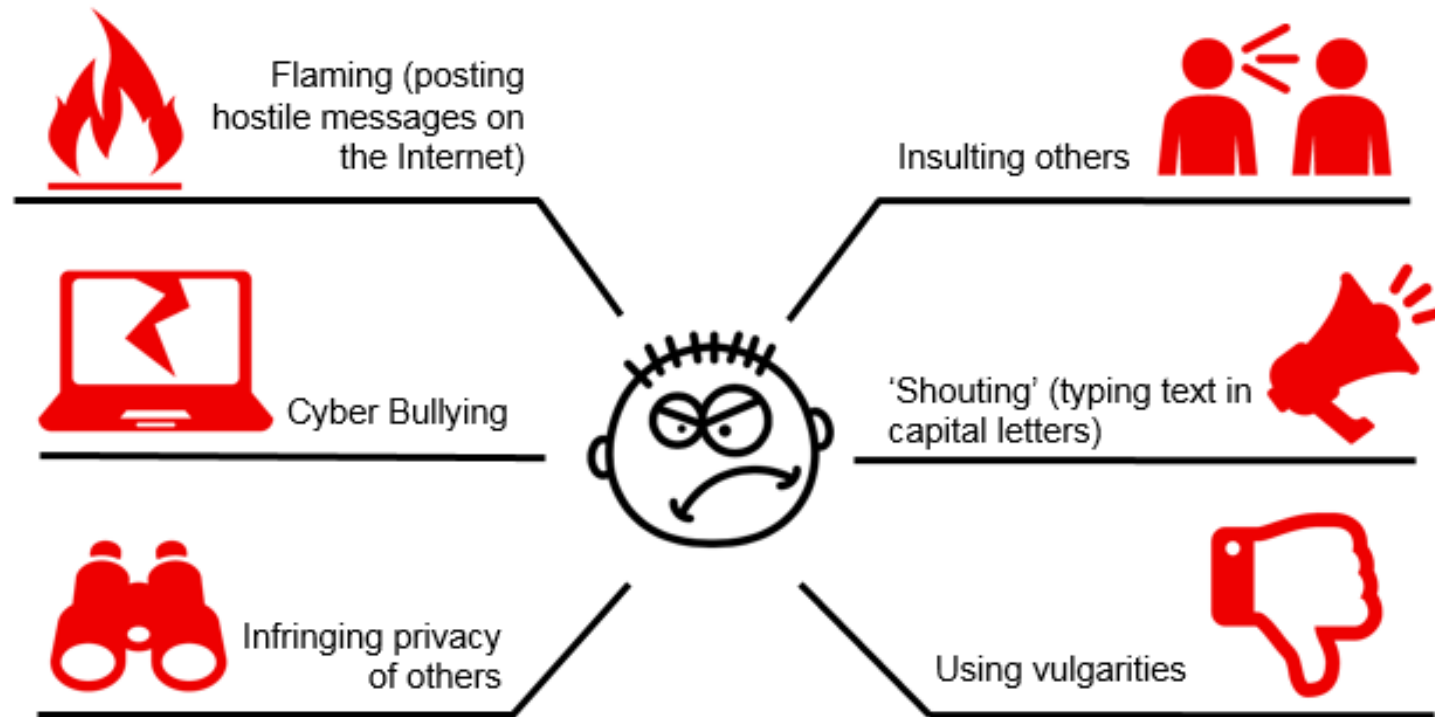 Flaming (posting
hostile messages on
the Internet)
Insulting others
Cyber Bullying
‘Shouting’ (typing text in
capital letters)
Infringing privacy
of others
Using vulgarities